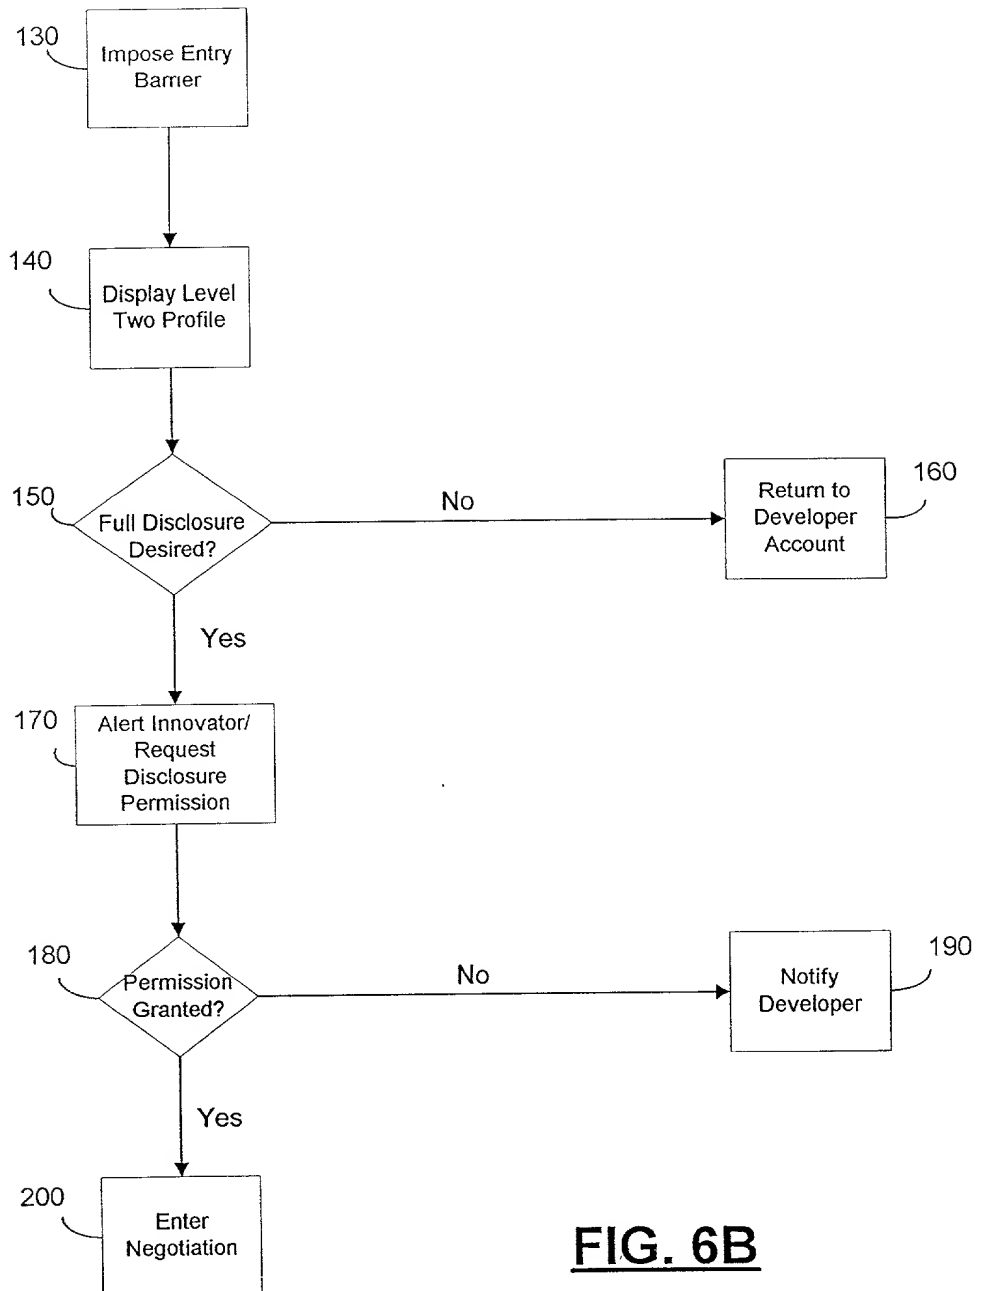 130
Impose Entry
Barrier
140
Display Level
Two Profile
150
Full Disclosure
Desired?
No
160
Return to
Developer
Account
Yes
170
Alert Innovator/
Request
Disclosure
Permission
180
Permission
Granted?
No
190
Notify
Developer
Yes
200
Enter
Negotiation
FIG. 6B